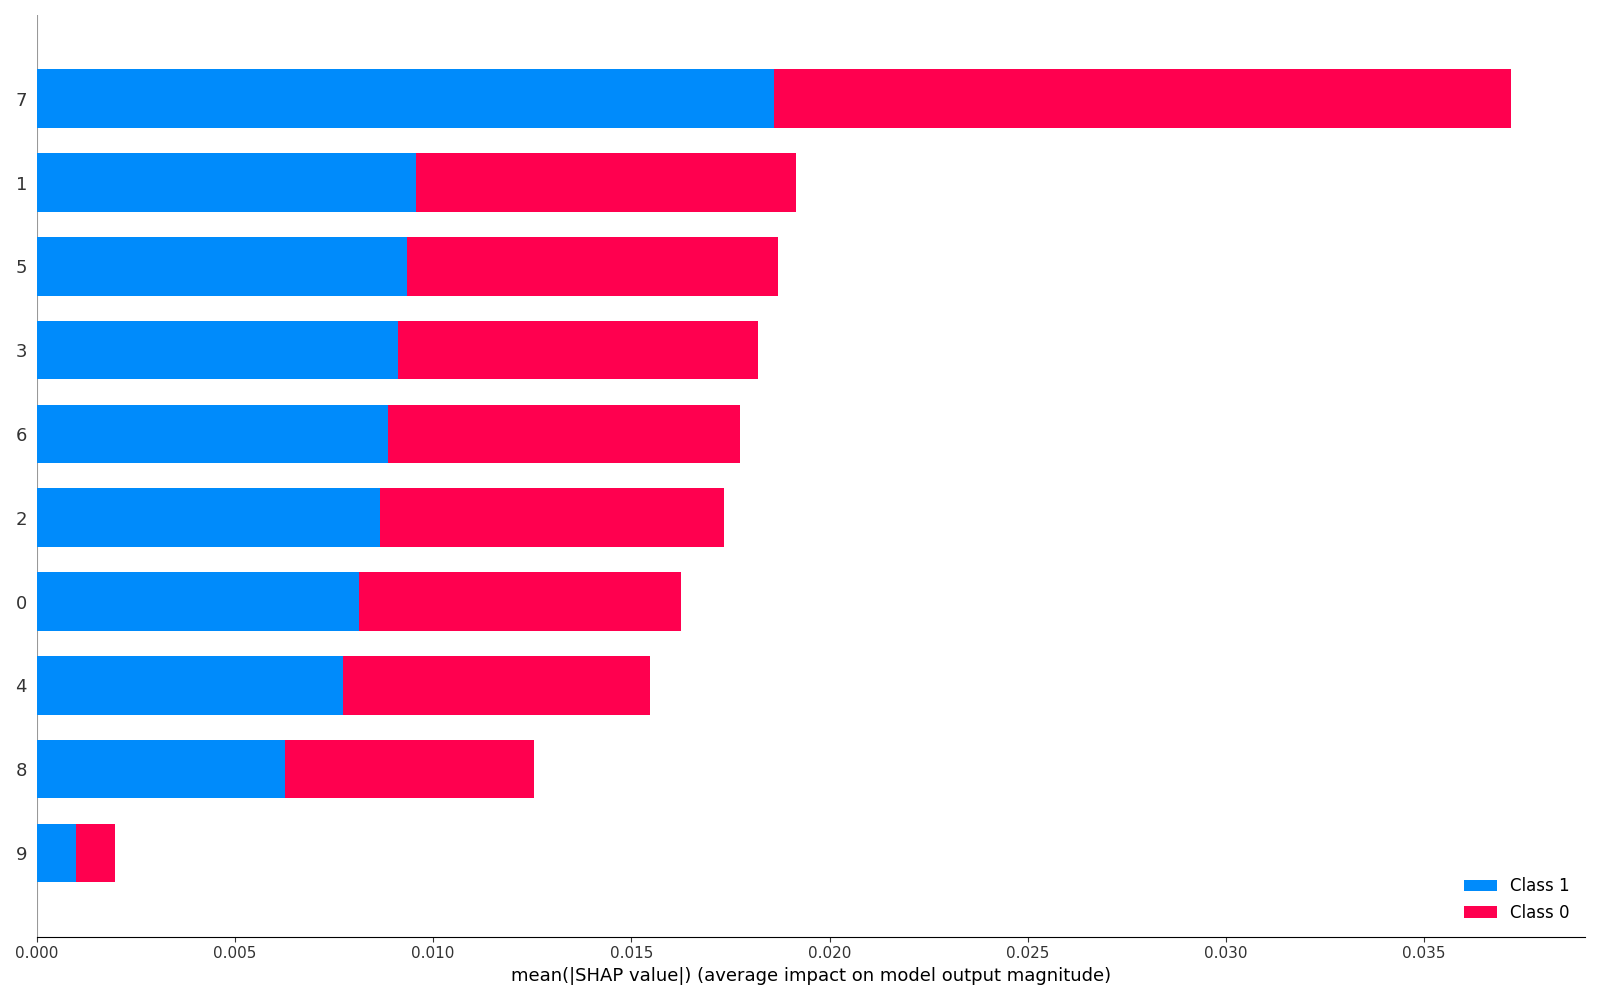 7
1
5
3
6
2
0
4
8
9
Class 1
Class 0
0.000 0.005 0.010 0.015 0.020 0.025 0.030 0.035
mean(|SHAP value|) (average impact on model output magnitude)